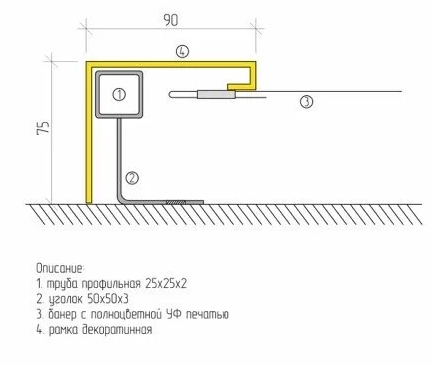 90
4
1
3
75
2
Описание:
1. труба профильная 25х25х2
2. уголок 50х50х3
3. банер с полноцветной УФ печатью
4. рамка декоратинная